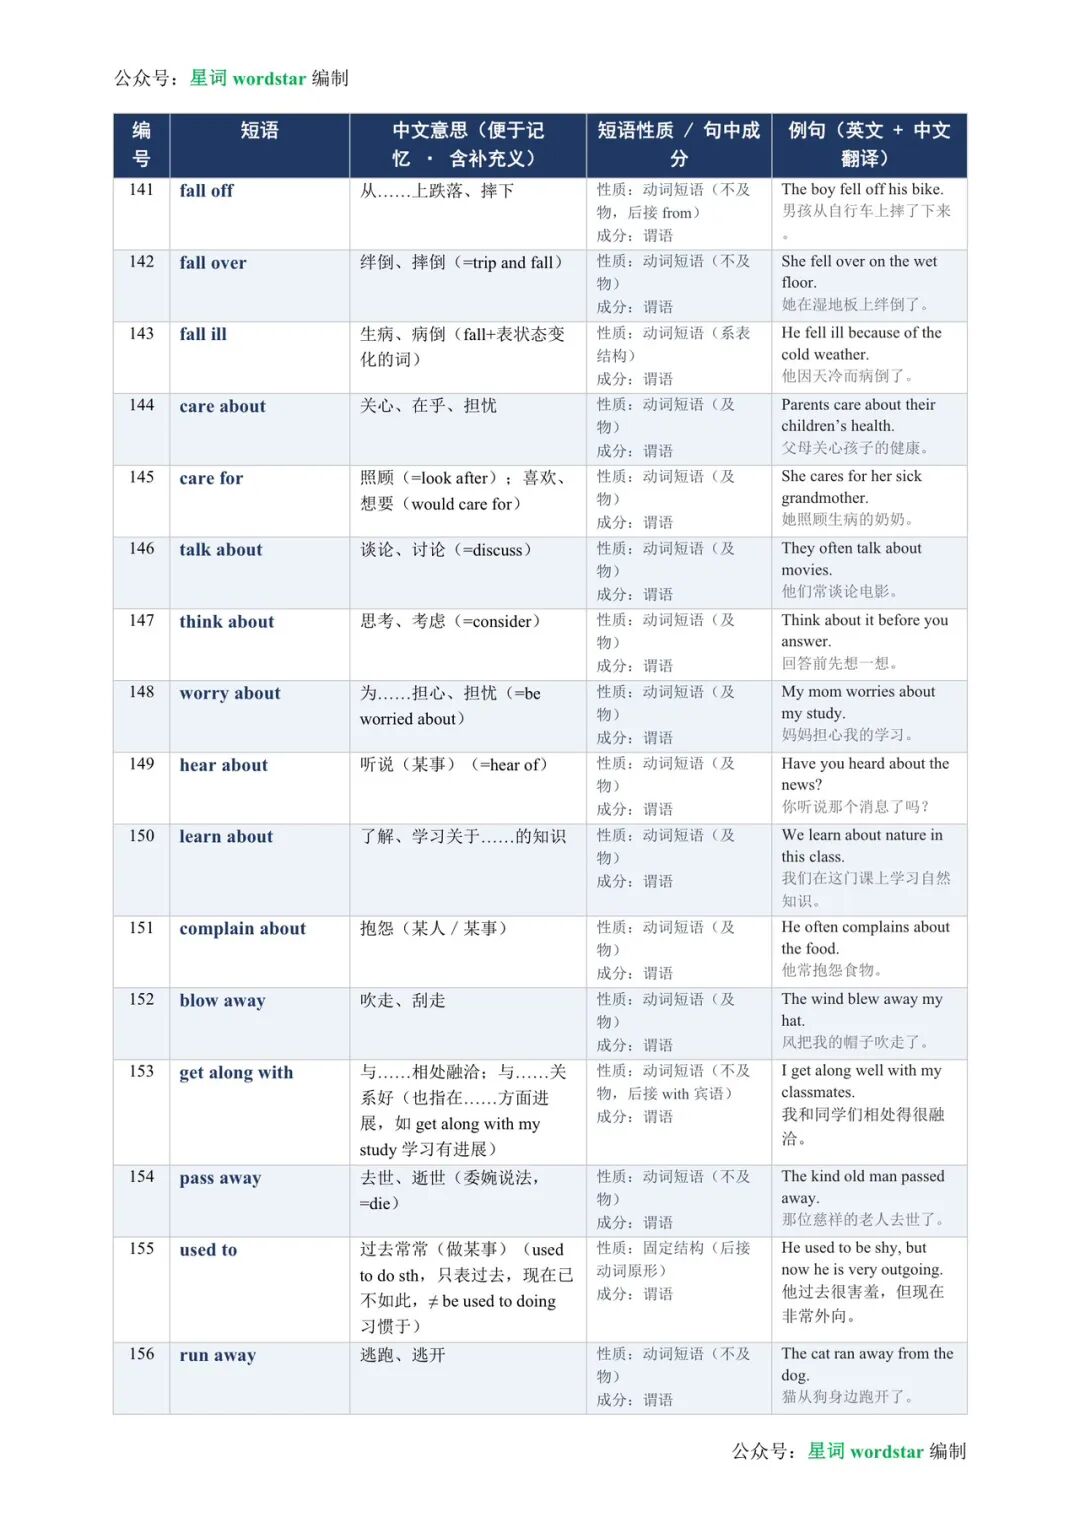 公众号：星词 wordstar 编制
编号 短语 中文意思（便于记忆 · 含补充义） 短语性质 / 句中成分 例句（英文 + 中文翻译）
141 fall off 从……上跌落、摔下 性质：动词短语（不及物，后接 from） 成分：谓语 The boy fell off his bike. 男孩从自行车上摔了下来。
142 fall over 绊倒、摔倒（=trip and fall） 性质：动词短语（不及物） 成分：谓语 She fell over on the wet floor. 她在湿地板上绊倒了。
143 fall ill 生病、病倒（fall+表状态变化的词） 性质：动词短语（系表结构） 成分：谓语 He fell ill because of the cold weather. 他因天冷而病倒了。
144 care about 关心、在乎、担忧 性质：动词短语（及物） 成分：谓语 Parents care about their children’s health. 父母关心孩子的健康。
145 care for 照顾（=look after）；喜欢、想要（would care for） 性质：动词短语（及物） 成分：谓语 She cares for her sick grandmother. 她照顾生病的奶奶。
146 talk about 谈论、讨论（=discuss） 性质：动词短语（及物） 成分：谓语 They often talk about movies. 他们常谈论电影。
147 think about 思考、考虑（=consider） 性质：动词短语（及物） 成分：谓语 Think about it before you answer. 回答前先想一想。
148 worry about 为……担心、担忧（=be worried about） 性质：动词短语（及物） 成分：谓语 My mom worries about my study. 妈妈担心我的学习。
149 hear about 听说（某事）（=hear of） 性质：动词短语（及物） 成分：谓语 Have you heard about the news? 你听说那个消息了吗？
150 learn about 了解、学习关于……的知识 性质：动词短语（及物） 成分：谓语 We learn about nature in this class. 我们在这门课上学习自然知识。
151 complain about 抱怨（某人 / 某事） 性质：动词短语（及物） 成分：谓语 He often complains about the food. 他常抱怨食物。
152 blow away 吹走、刮走 性质：动词短语（及物） 成分：谓语 The wind blew away my hat. 风把我的帽子吹走了。
153 get along with 与……相处融洽；与……关系好（也指在……方面进展，如 get along with my study 学习有进展） 性质：动词短语（不及物，后接 with 宾语） 成分：谓语 I get along well with my classmates. 我和同学们相处得很融洽。
154 pass away 去世、逝世（委婉说法，=die） 性质：动词短语（不及物） 成分：谓语 The kind old man passed away. 那位慈祥的老人去世了。
155 used to 过去常常（做某事）（used to do sth，只表过去，现在已不如此，≠ be used to doing 习惯于） 性质：固定结构（后接动词原形） 成分：谓语 He used to be shy, but now he is very outgoing. 他过去很害羞，但现在非常外向。
156 run away 逃跑、逃开 性质：动词短语（不及物） 成分：谓语 The cat ran away from the dog. 猫从狗身边跑开了。
公众号：星词 wordstar 编制